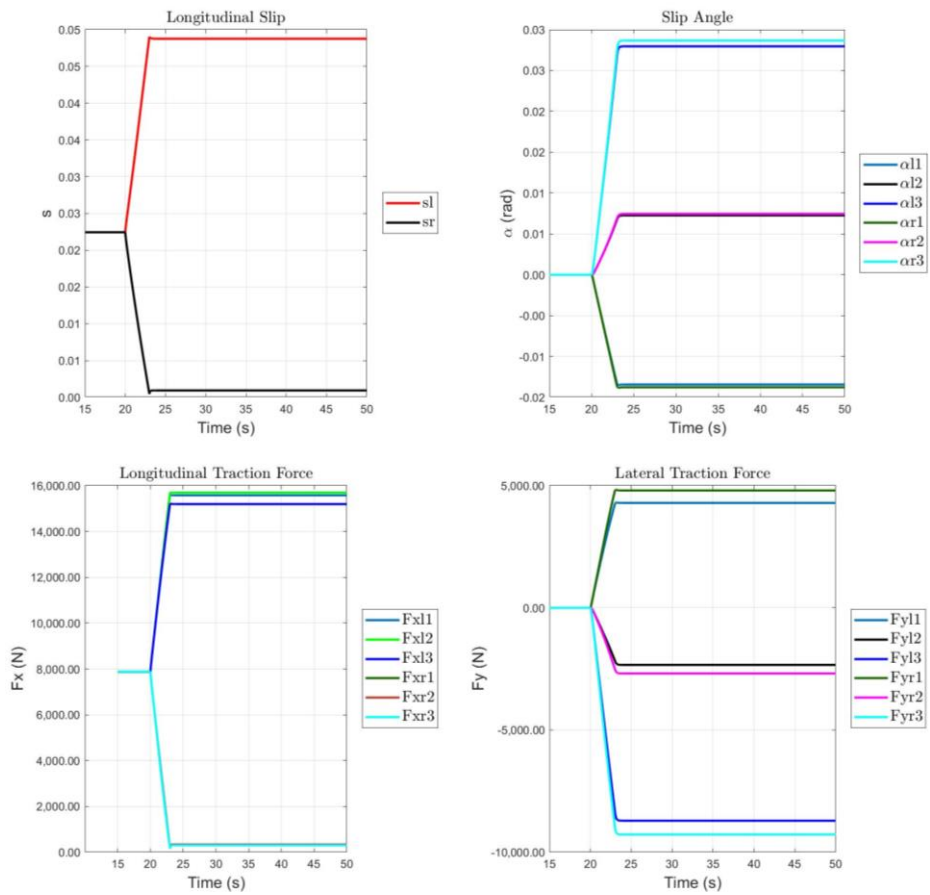 Longitudinal Slip
0.05
0.05
0.04
0.04
0.03
0.03
0.02
0.02
0.01
0.01
0.00
s
15 20 25 30 35 40 45 50
Time (s)
sl
sr
Slip Angle
0.03
0.03
0.02
0.02
0.01
0.01
0.00
-0.00
-0.01
-0.02
α (rad)
15 20 25 30 35 40 45 50
Time (s)
αl1
αl2
αl3
αr1
αr2
αr3
Longitudinal Traction Force
16,000.00
14,000.00
12,000.00
10,000.00
8,000.00
6,000.00
4,000.00
2,000.00
0.00
Fx (N)
15 20 25 30 35 40 45 50
Time (s)
Fxl1
Fxl2
Fxl3
Fxr1
Fxr2
Fxr3
Lateral Traction Force
5,000.00
0.00
-5,000.00
-10,000.00
Fy (N)
15 20 25 30 35 40 45 50
Time (s)
Fyl1
Fyl2
Fyl3
Fyr1
Fyr2
Fyr3